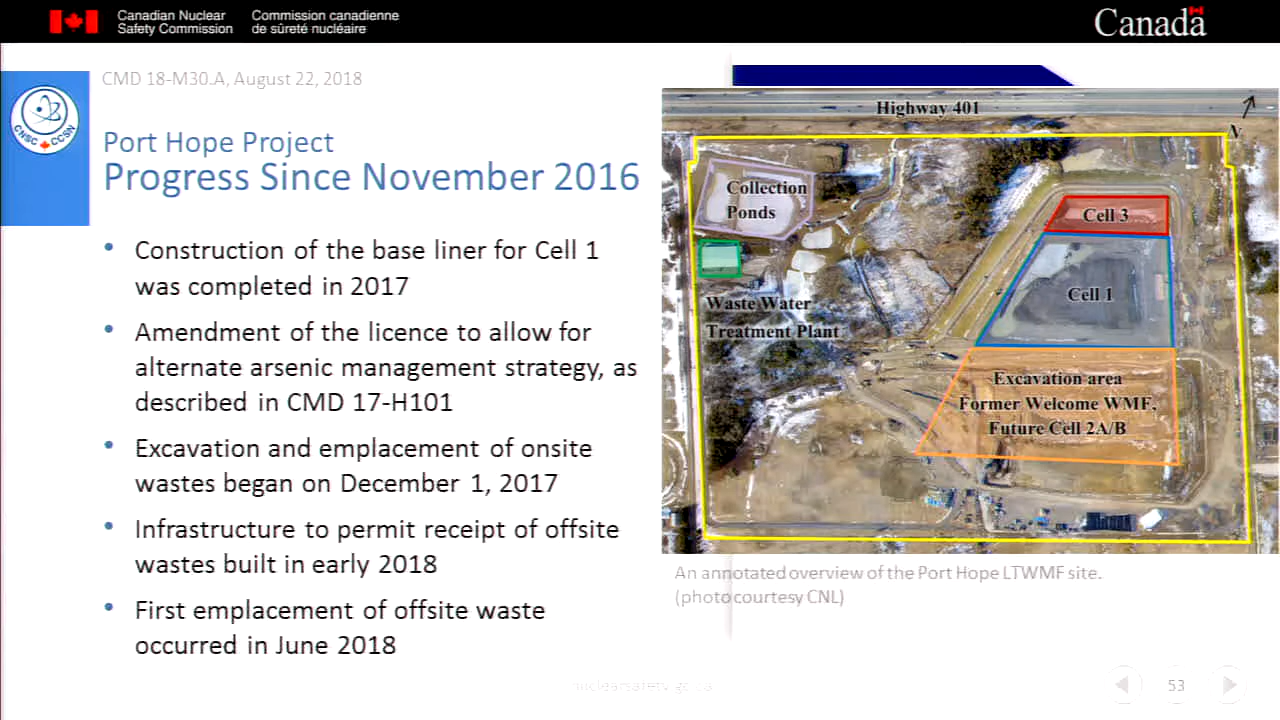 Canadian Nuclear
Safety Commission
Commission canadienne
de sûreté nucléaire
Canada
CMD 18-M30.A, August 22, 2018
CNSC CCSN
Port Hope Project
Progress Since November 2016
• Construction of the base liner for Cell 1
was completed in 2017
• Amendment of the licence to allow for
alternate arsenic management strategy, as
described in CMD 17-H101
• Excavation and emplacement of onsite
wastes began on December 1, 2017
• Infrastructure to permit receipt of offsite
wastes built in early 2018
• First emplacement of offsite waste
occurred in June 2018
Highway 401
N
Collection
Ponds
Cell 3
Cell 1
Waste Water
Treatment Plant
Excavation area
Former Welcome WMF,
Future Cell 2A/B
An annotated overview of the Port Hope LTWMF site.
(photo courtesy CNL)
nuclearsafety.gc.ca
53